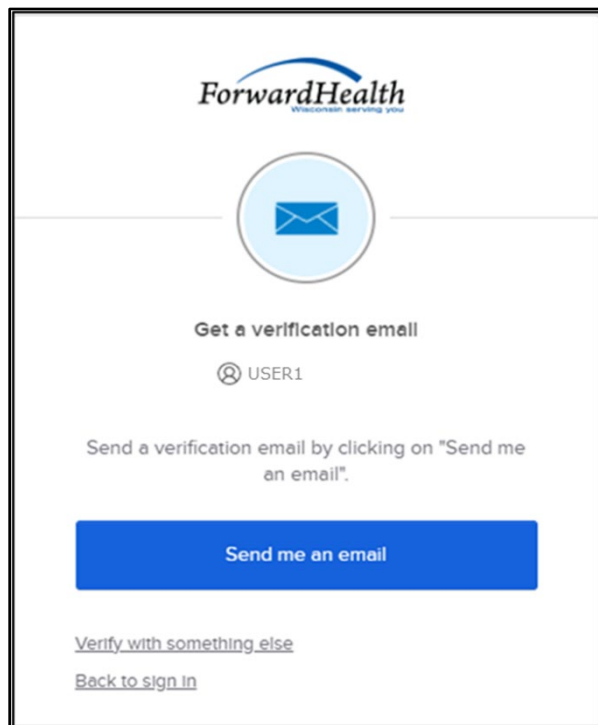 ForwardHealth
Wisconsin serving you
Get a verification email
USER1
Send a verification email by clicking on "Send me
an email".
Send me an email
Verify with something else
Back to sign in